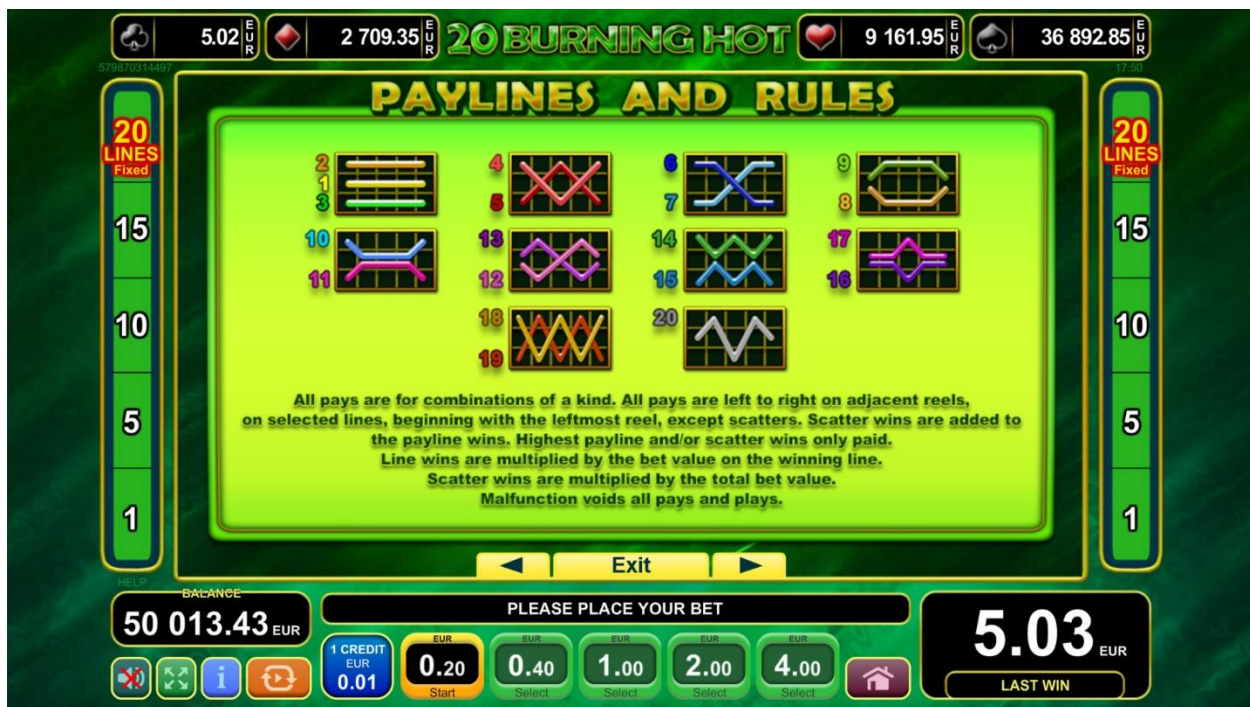 5.02 EUR 2 709.35 EUR 20 BURNING HOT 9 161.95 EUR 36 892.85 EUR
579870314497 17:50
PAYLINES AND RULES
20 LINES Fixed
15
10
5
1
20 LINES Fixed
15
10
5
1
2 4 6 9
1
3 5 7 8
10 13 14 17
11 12 15 16
18 20
19
All pays are for combinations of a kind. All pays are left to right on adjacent reels,
on selected lines, beginning with the leftmost reel, except scatters. Scatter wins are added to
the payline wins. Highest payline and/or scatter wins only paid.
Line wins are multiplied by the bet value on the winning line.
Scatter wins are multiplied by the total bet value.
Malfunction voids all pays and plays.
Exit
HELP
BALANCE
50 013.43 EUR
PLEASE PLACE YOUR BET
5.03 EUR
LAST WIN
1 CREDIT
EUR
0.01
EUR EUR EUR EUR EUR
0.20 0.40 1.00 2.00 4.00
Start Select Select Select Select
i